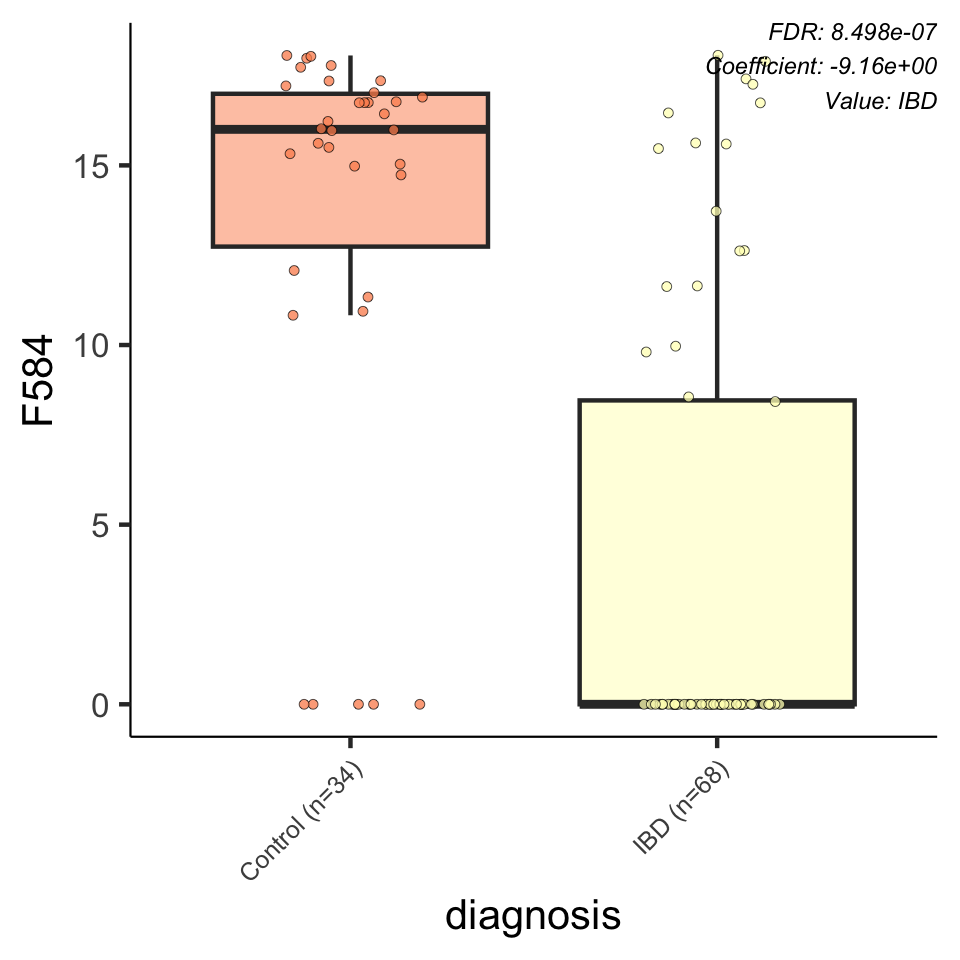 FDR: 8.498e-07
Coefficient: -9.16e+00
Value: IBD
15
10
5
0
F584
Control (n=34)
IBD (n=68)
diagnosis